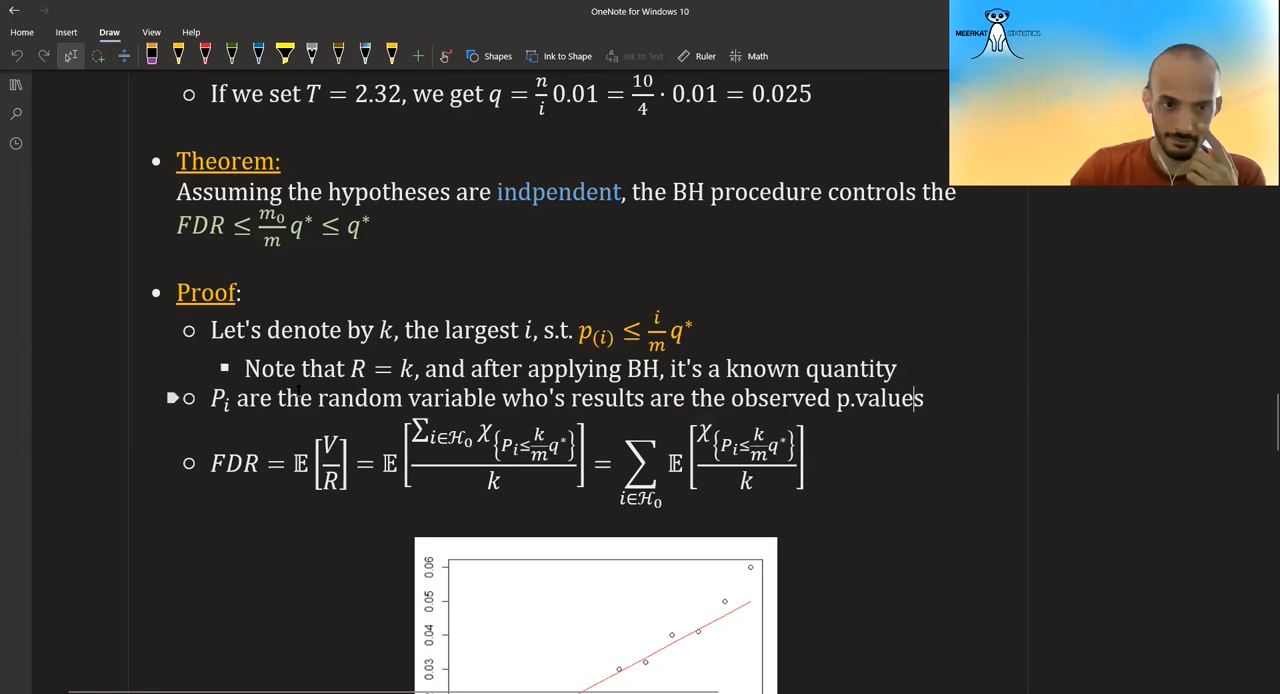 OneNote for Windows 10
Home Insert Draw View Help
Shapes Ink to Shape Ink to Text Ruler Math
MEERKAT STATISTICS
If we set T = 2.32, we get q = n/i 0.01 = 10/4 · 0.01 = 0.025
Theorem:
Assuming the hypotheses are indpendent, the BH procedure controls the
FDR ≤ m₀/m q* ≤ q*
Proof:
Let's denote by k, the largest i, s.t. p₍ᵢ₎ ≤ i/m q*
Note that R = k, and after applying BH, it's a known quantity
Pᵢ are the random variable who's results are the observed p.values
FDR = 𝔼[V/R] = 𝔼[∑_{i∈ℋ₀} χ_{{Pᵢ≤k/m q*}} / k] = ∑_{i∈ℋ₀} 𝔼[χ_{{Pᵢ≤k/m q*}} / k]
0.06
0.05
0.04
0.03